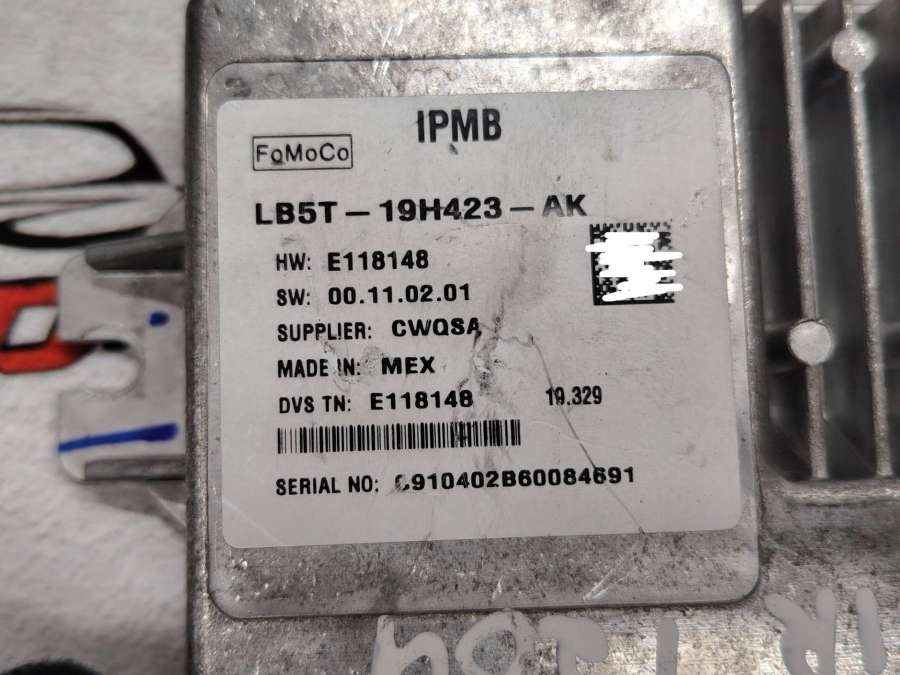 IPMB
FoMoCo
LB5T-19H423-AK
HW: E118148
SW: 00.11.02.01
SUPPLIER: CWQSA
MADE IN: MEX
DVS TN: E118148 19.329
SERIAL NO: C910402B60084691